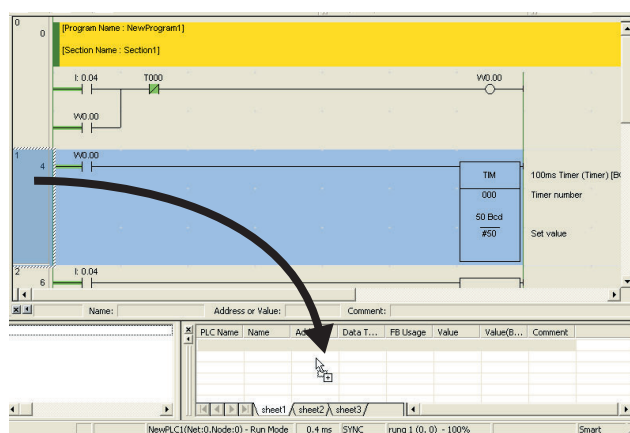 0
0
[Program Name : NewProgram1]
[Section Name : Section1]
I: 0.04
T000
W0.00
W0.00
1
4
W0.00
TIM
100ms Timer (Timer) [B
000
Timer number
50 Bcd
#50
Set value
2
6
I: 0.04
Name:
Address or Value:
Comment:
PLC Name Name Ad Data T... FB Usage Value Value(B... Comment
sheet1 sheet2 sheet3
NewPLC1(Net:0,Node:0) - Run Mode 0.4 ms SYNC rung 1 (0, 0) - 100% Smart